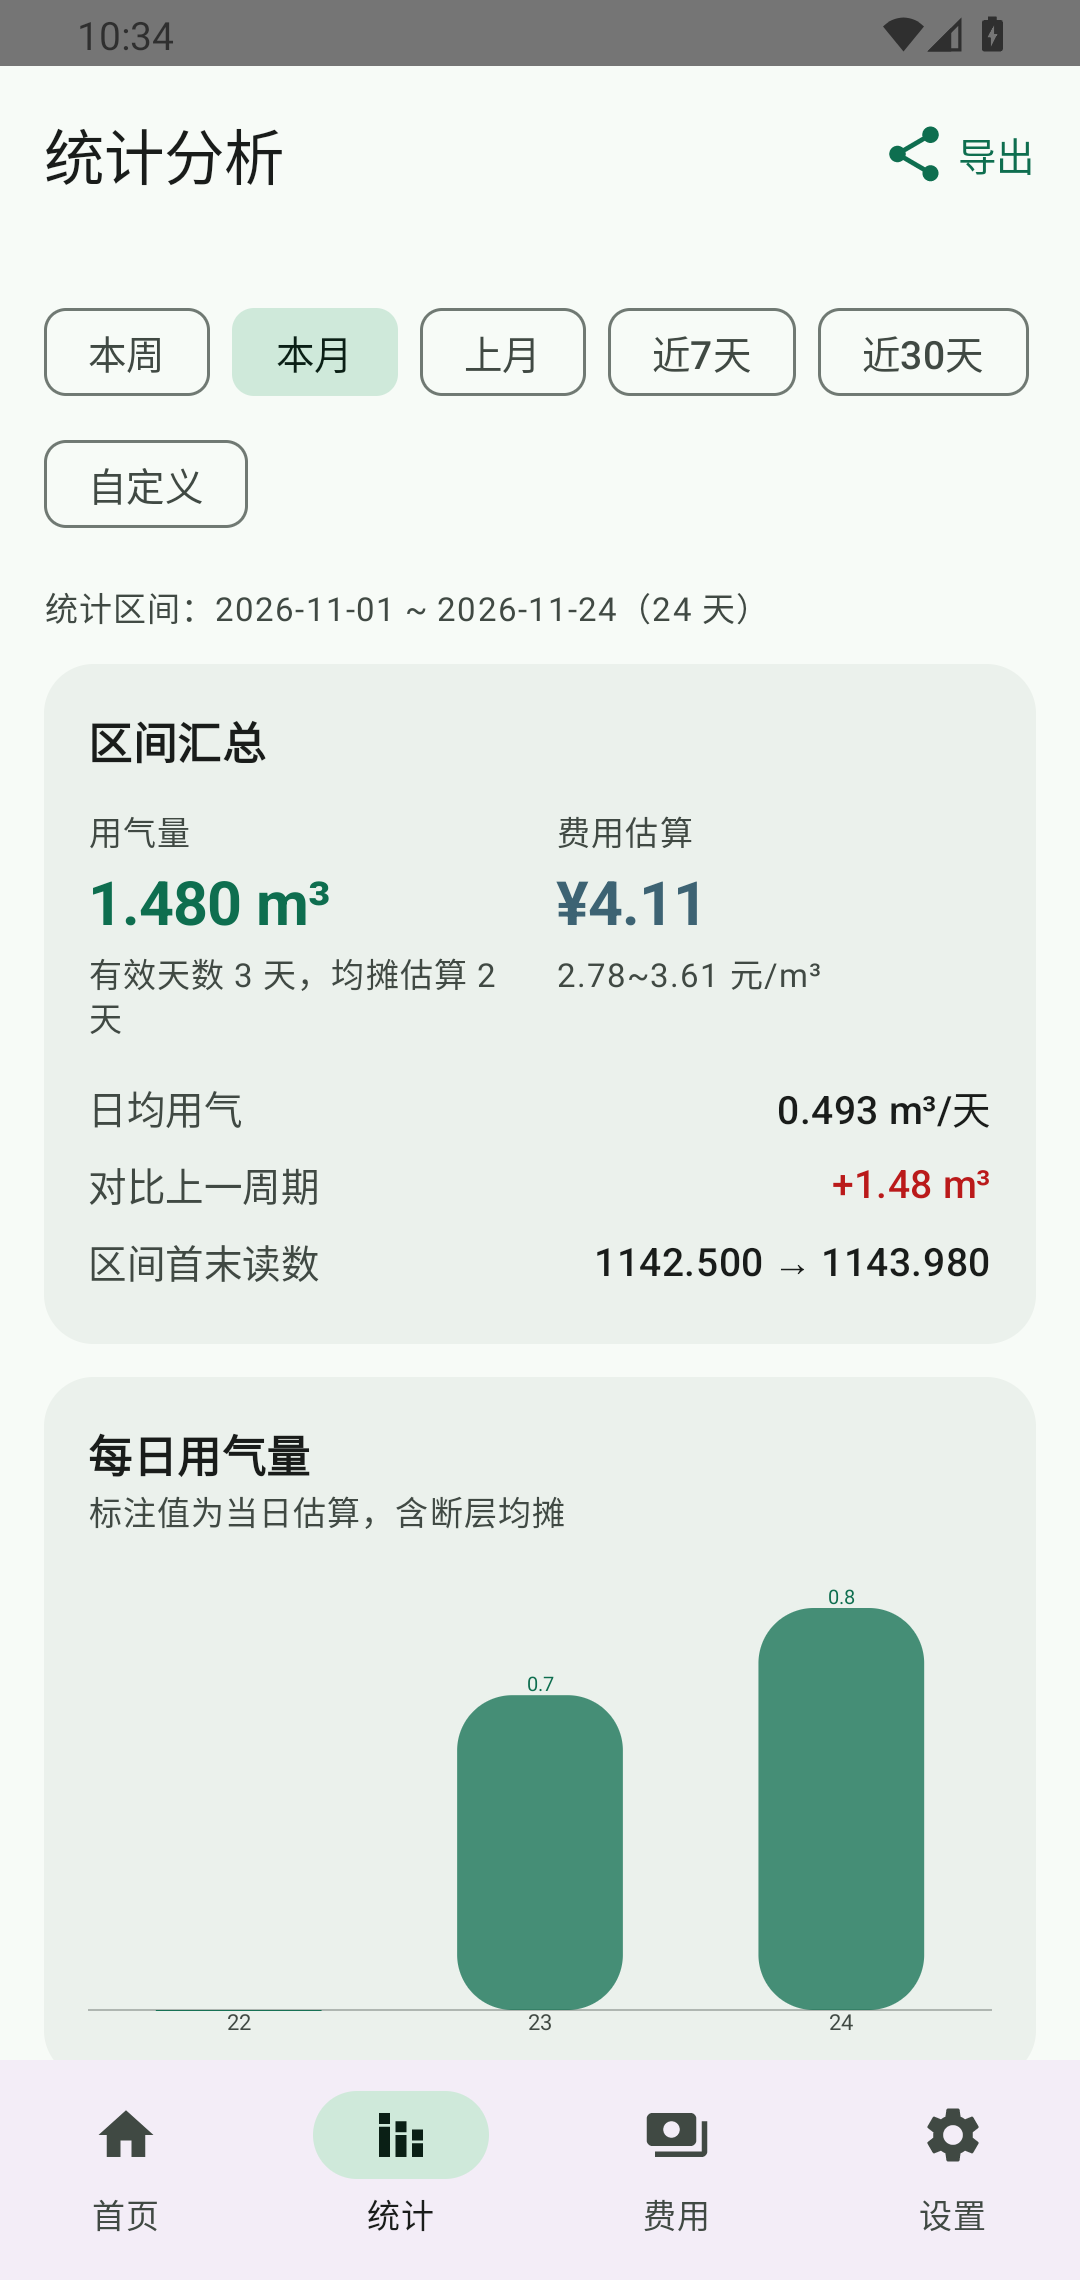 10:34
统计分析
导出
本周
本月
上月
近7天
近30天
自定义
统计区间：2026-11-01 ~ 2026-11-24（24 天）
区间汇总
用气量
费用估算
1.480 m³
¥4.11
有效天数 3 天，均摊估算 2
天
2.78~3.61 元/m³
日均用气
0.493 m³/天
对比上一周期
+1.48 m³
区间首末读数
1142.500 → 1143.980
每日用气量
标注值为当日估算，含断层均摊
0.8
0.7
22
23
24
首页
统计
费用
设置